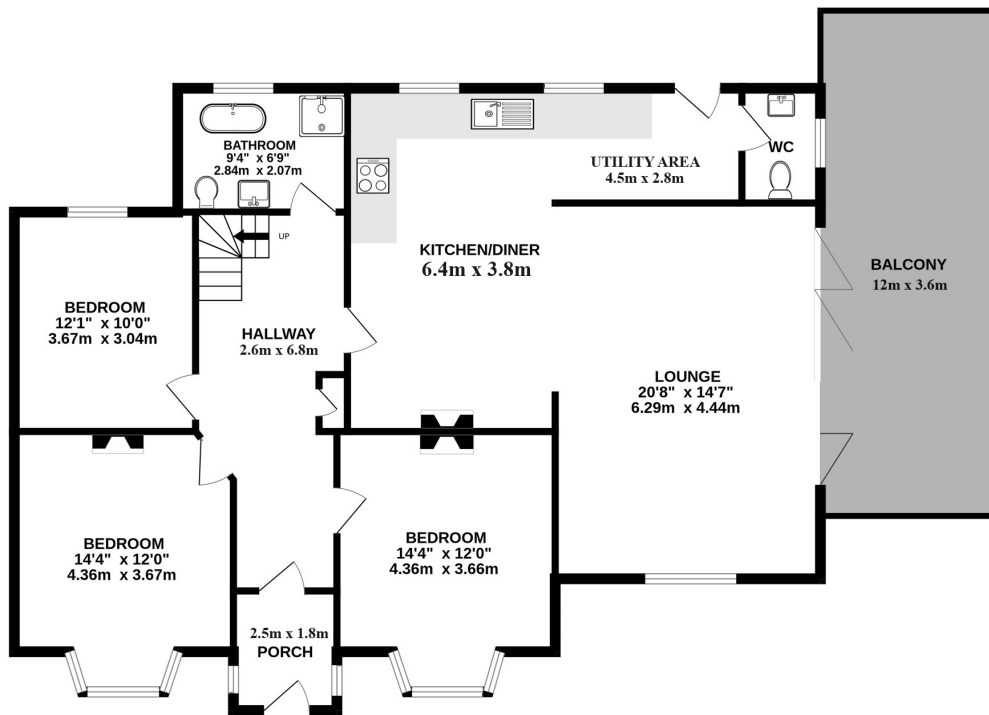 BATHROOM
9'4" x 6'9"
2.84m x 2.07m
UTILITY AREA
4.5m x 2.8m
WC
UP
KITCHEN/DINER
6.4m x 3.8m
BALCONY
12m x 3.6m
BEDROOM
12'1" x 10'0"
3.67m x 3.04m
HALLWAY
2.6m x 6.8m
LOUNGE
20'8" x 14'7"
6.29m x 4.44m
BEDROOM
14'4" x 12'0"
4.36m x 3.67m
BEDROOM
14'4" x 12'0"
4.36m x 3.66m
2.5m x 1.8m
PORCH